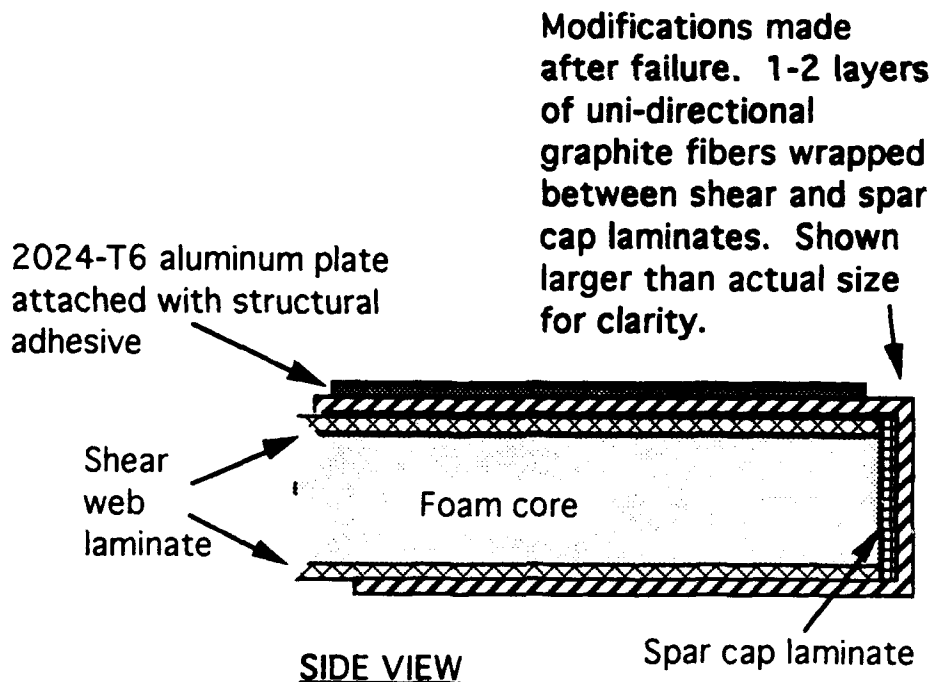 Modifications made
after failure. 1-2 layers
of uni-directional
graphite fibers wrapped
between shear and spar
cap laminates. Shown
larger than actual size
for clarity.
2024-T6 aluminum plate
attached with structural
adhesive
Shear
web
laminate
Foam core
Spar cap laminate
SIDE VIEW